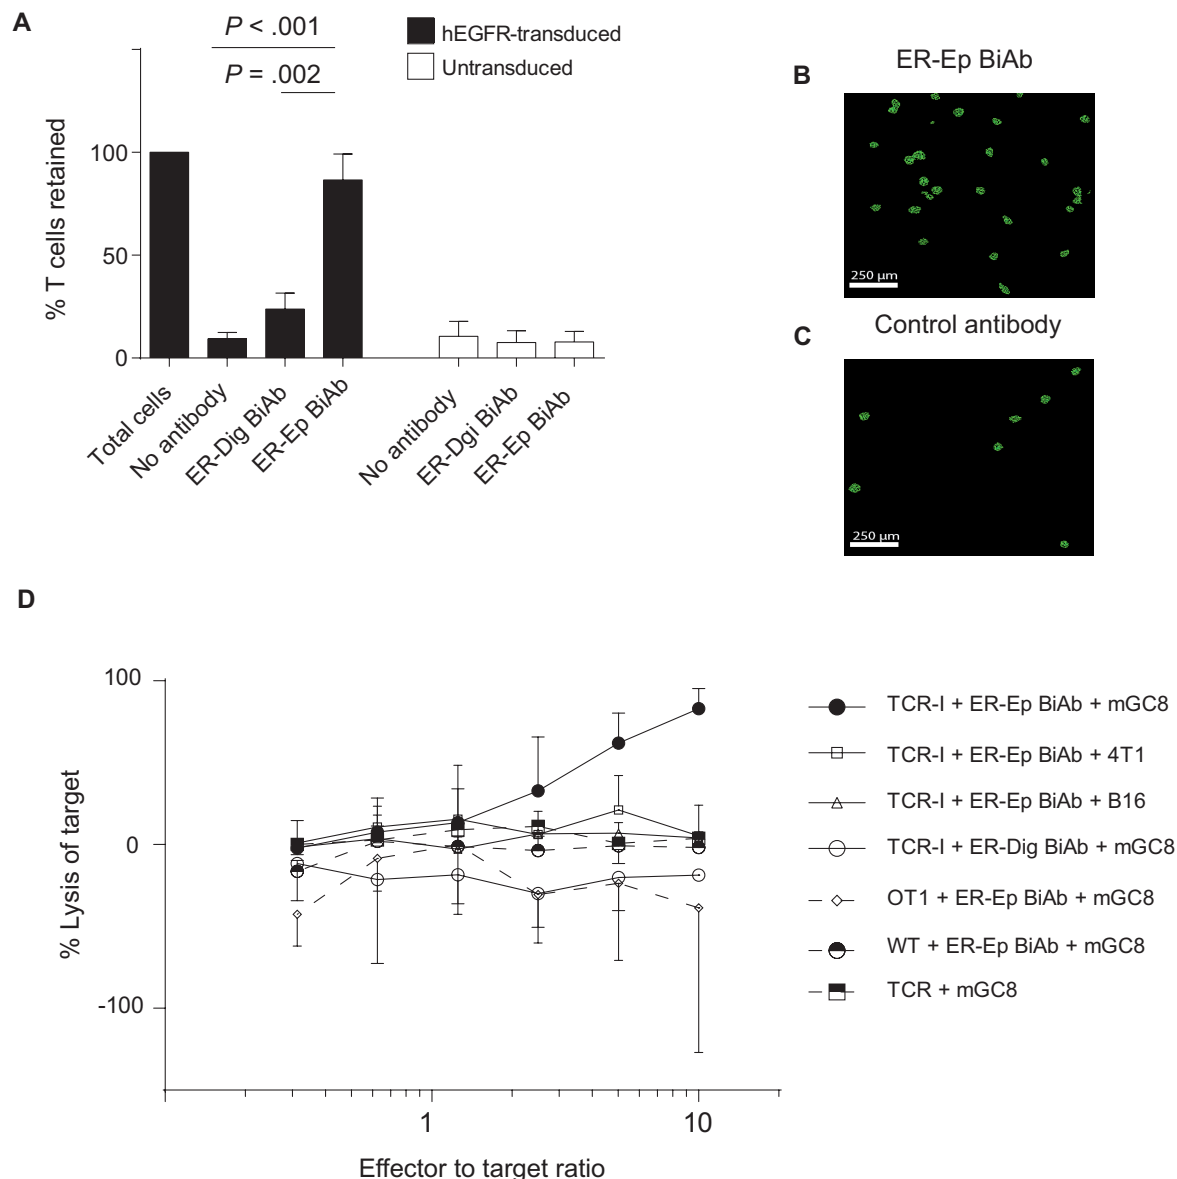 A
P < .001
P = .002
hEGFR-transduced
Untransduced
% T cells retained
100
50
0
Total cells
No antibody
ER-Dig BiAb
ER-Ep BiAb
No antibody
ER-Dgi BiAb
ER-Ep BiAb
B
ER-Ep BiAb
250 µm
C
Control antibody
250 µm
D
% Lysis of target
100
0
-100
1
10
Effector to target ratio
TCR-I + ER-Ep BiAb + mGC8
TCR-I + ER-Ep BiAb + 4T1
TCR-I + ER-Ep BiAb + B16
TCR-I + ER-Dig BiAb + mGC8
OT1 + ER-Ep BiAb + mGC8
WT + ER-Ep BiAb + mGC8
TCR + mGC8